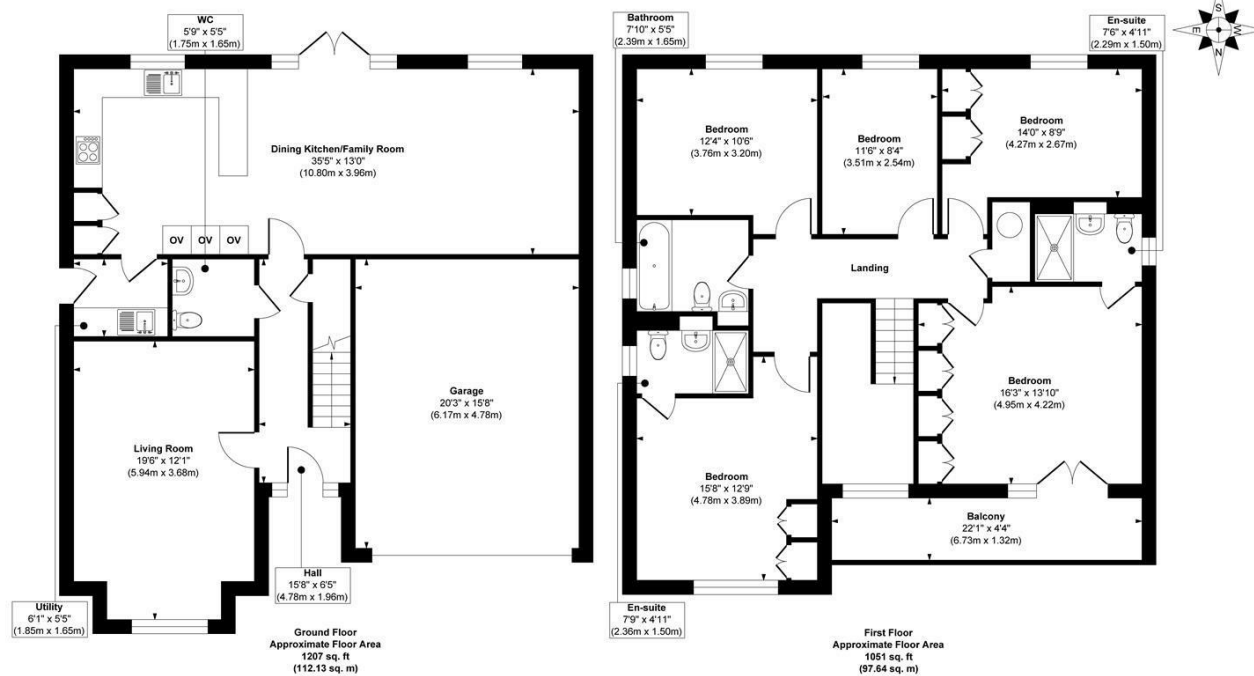 WC
5'9" x 5'5"
(1.75m x 1.65m)
Dining Kitchen/Family Room
35'5" x 13'0"
(10.80m x 3.96m)
OV OV OV
Garage
20'3" x 15'8"
(6.17m x 4.78m)
Living Room
19'6" x 12'1"
(5.94m x 3.68m)
Hall
15'8" x 6'5"
(4.78m x 1.96m)
Utility
6'1" x 5'5"
(1.85m x 1.65m)
Ground Floor
Approximate Floor Area
1207 sq. ft
(112.13 sq. m)
Bathroom
7'10" x 5'5"
(2.39m x 1.65m)
En-suite
7'6" x 4'11"
(2.29m x 1.50m)
S
E
W
N
Bedroom
12'4" x 10'6"
(3.76m x 3.20m)
Bedroom
11'6" x 8'4"
(3.51m x 2.54m)
Bedroom
14'0" x 8'9"
(4.27m x 2.67m)
Landing
Bedroom
16'3" x 13'10"
(4.95m x 4.22m)
Bedroom
15'8" x 12'9"
(4.78m x 3.89m)
Balcony
22'1" x 4'4"
(6.73m x 1.32m)
En-suite
7'9" x 4'11"
(2.36m x 1.50m)
First Floor
Approximate Floor Area
1051 sq. ft
(97.64 sq. m)